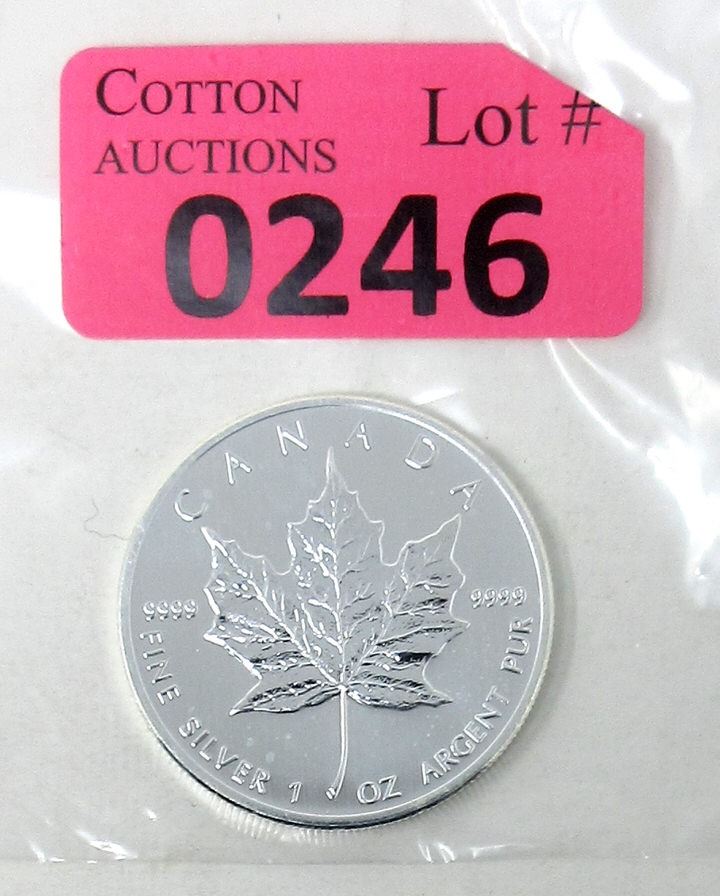 COTTON
AUCTIONS
Lot #
0246
CANADA
9999
9999
FINE SILVER 1 OZ ARGENT PUR